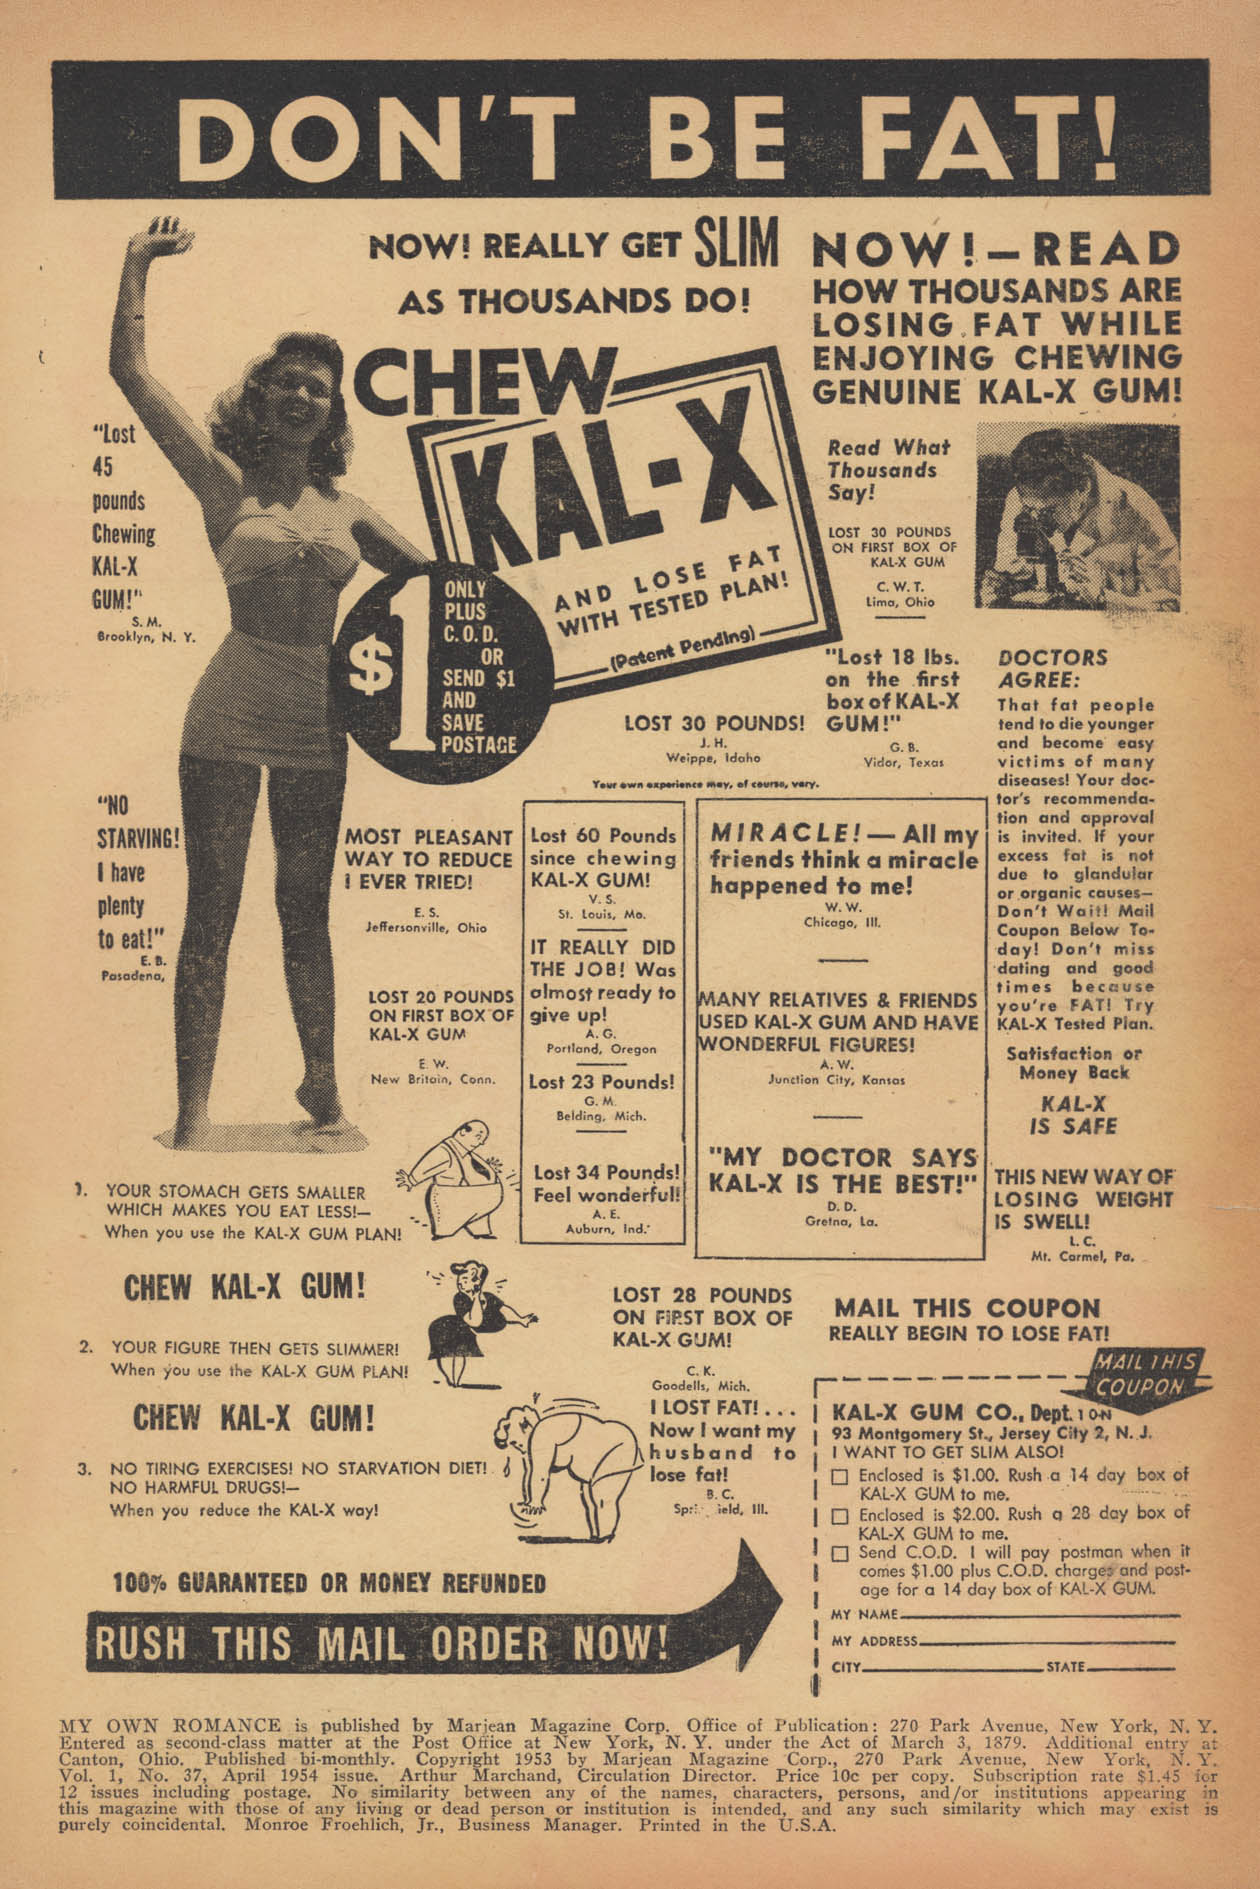 DON'T BE FAT!
NOW! REALLY GET SLIM
AS THOUSANDS DO!
CHEW
KAL-X
AND LOSE FAT
WITH TESTED PLAN!
(Patent Pending)
$1
ONLY
PLUS
C.O.D.
OR
SEND $1
AND
SAVE
POSTAGE
"Lost
45
pounds
Chewing
KAL-X
GUM!"
S. M.
Brooklyn, N. Y.
"NO
STARVING!
I have
plenty
to eat!"
E. B.
Pasadena,
NOW!—READ
HOW THOUSANDS ARE
LOSING FAT WHILE
ENJOYING CHEWING
GENUINE KAL-X GUM!
Read What
Thousands
Say!
LOST 30 POUNDS
ON FIRST BOX OF
KAL-X GUM
C. W. T.
Lima, Ohio
"Lost 18 lbs.
on the first
box of KAL-X
GUM!"
G. B.
Vidor, Texas
LOST 30 POUNDS!
J. H.
Weippe, Idaho
Your own experience may, of course, vary.
MOST PLEASANT
WAY TO REDUCE
I EVER TRIED!
E. S.
Jeffersonville, Ohio
LOST 20 POUNDS
ON FIRST BOX OF
KAL-X GUM
E. W.
New Britain, Conn.
Lost 60 Pounds
since chewing
KAL-X GUM!
V. S.
St. Louis, Mo.
IT REALLY DID
THE JOB! Was
almost ready to
give up!
A. G.
Portland, Oregon
Lost 23 Pounds!
G. M.
Belding, Mich.
Lost 34 Pounds!
Feel wonderful!
A. E.
Auburn, Ind.
MIRACLE!—All my
friends think a miracle
happened to me!
W. W.
Chicago, Ill.
MANY RELATIVES & FRIENDS
USED KAL-X GUM AND HAVE
WONDERFUL FIGURES!
A. W.
Junction City, Kansas
"MY DOCTOR SAYS
KAL-X IS THE BEST!"
D. D.
Gretna, La.
DOCTORS
AGREE:
That fat people
tend to die younger
and become easy
victims of many
diseases! Your doc-
tor's recommenda-
tion and approval
is invited. If your
excess fat is not
due to glandular
or organic causes—
Don't Wait! Mail
Coupon Below To-
day! Don't miss
dating and good
times because
you're FAT! Try
KAL-X Tested Plan.
Satisfaction or
Money Back
KAL-X
IS SAFE
THIS NEW WAY OF
LOSING WEIGHT
IS SWELL!
L. C.
Mt. Carmel, Pa.
1. YOUR STOMACH GETS SMALLER
WHICH MAKES YOU EAT LESS!—
When you use the KAL-X GUM PLAN!
CHEW KAL-X GUM!
2. YOUR FIGURE THEN GETS SLIMMER!
When you use the KAL-X GUM PLAN!
CHEW KAL-X GUM!
3. NO TIRING EXERCISES! NO STARVATION DIET!
NO HARMFUL DRUGS!—
When you reduce the KAL-X way!
LOST 28 POUNDS
ON FIRST BOX OF
KAL-X GUM!
C. K.
Goodells, Mich.
I LOST FAT! . . .
Now I want my
husband to
lose fat!
B. C.
Ill.
100% GUARANTEED OR MONEY REFUNDED
RUSH THIS MAIL ORDER NOW!
MAIL THIS COUPON
REALLY BEGIN TO LOSE FAT!
MAIL THIS
COUPON
KAL-X GUM CO., Dept. 10-N
93 Montgomery St., Jersey City 2, N. J.
I WANT TO GET SLIM ALSO!
Enclosed is $1.00. Rush a 14 day box of
KAL-X GUM to me.
Enclosed is $2.00. Rush a 28 day box of
KAL-X GUM to me.
Send C.O.D. I will pay postman when it
comes $1.00 plus C.O.D. charges and post-
age for a 14 day box of KAL-X GUM.
MY NAME
MY ADDRESS
CITY STATE
MY OWN ROMANCE is published by Marjean Magazine Corp. Office of Publication: 270 Park Avenue, New York, N. Y.
Entered as second-class matter at the Post Office at New York, N. Y. under the Act of March 3, 1879. Additional entry at
Canton, Ohio. Published bi-monthly. Copyright 1953 by Marjean Magazine Corp., 270 Park Avenue, New York, N. Y.
Vol. 1, No. 37, April 1954 issue. Arthur Marchand, Circulation Director. Price 10c per copy. Subscription rate $1.45 for
12 issues including postage. No similarity between any of the names, characters, persons, and/or institutions appearing in
this magazine with those of any living or dead person or institution is intended, and any such similarity which may exist is
purely coincidental. Monroe Froehlich, Jr., Business Manager. Printed in the U.S.A.